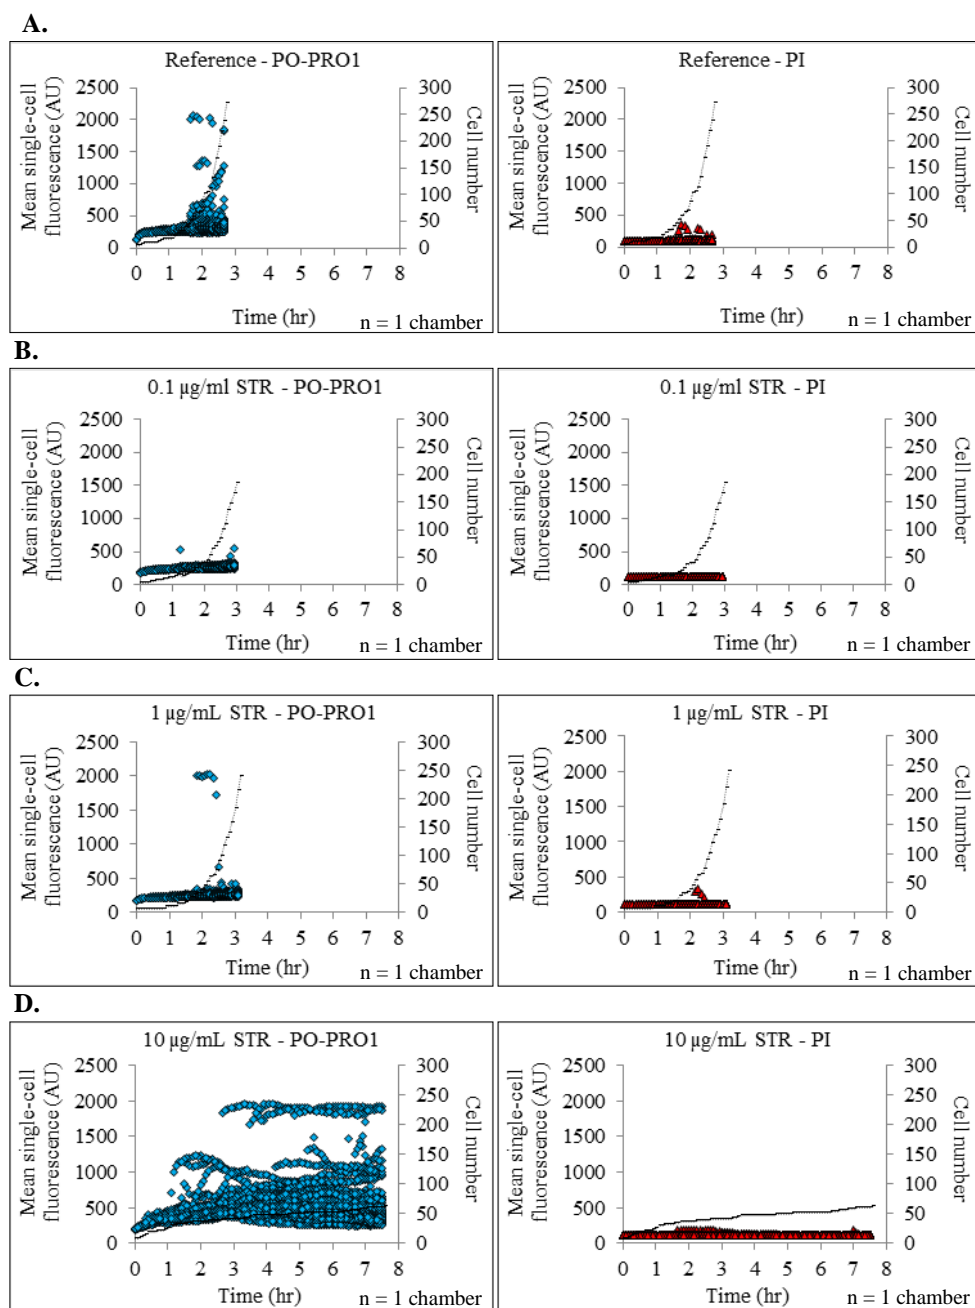 A.
Reference - PO-PRO1
Mean single-cell
fluorescence (AU)
2500
2000
1500
1000
500
0
300
250
200
150
100
50
0
Cell number
0 1 2 3 4 5 6 7 8
Time (hr)
n = 1 chamber
Reference - PI
Mean single-cell
fluorescence (AU)
2500
2000
1500
1000
500
0
300
250
200
150
100
50
0
Cell number
0 1 2 3 4 5 6 7 8
Time (hr)
n = 1 chamber
B.
0.1 µg/ml STR - PO-PRO1
Mean single-cell
fluorescence (AU)
2500
2000
1500
1000
500
0
300
250
200
150
100
50
0
Cell number
0 1 2 3 4 5 6 7 8
Time (hr)
n = 1 chamber
0.1 µg/ml STR - PI
Mean single-cell
fluorescence (AU)
2500
2000
1500
1000
500
0
300
250
200
150
100
50
0
Cell number
0 1 2 3 4 5 6 7 8
Time (hr)
n = 1 chamber
C.
1 µg/mL STR - PO-PRO1
Mean single-cell
fluorescence (AU)
2500
2000
1500
1000
500
0
300
250
200
150
100
50
0
Cell number
0 1 2 3 4 5 6 7 8
Time (hr)
n = 1 chamber
1 µg/mL STR - PI
Mean single-cell
fluorescence (AU)
2500
2000
1500
1000
500
0
300
250
200
150
100
50
0
Cell number
0 1 2 3 4 5 6 7 8
Time (hr)
n = 1 chamber
D.
10 µg/mL STR - PO-PRO1
Mean single-cell
fluorescence (AU)
2500
2000
1500
1000
500
0
300
250
200
150
100
50
0
Cell number
0 1 2 3 4 5 6 7 8
Time (hr)
n = 1 chamber
10 µg/mL STR - PI
Mean single-cell
fluorescence (AU)
2500
2000
1500
1000
500
0
300
250
200
150
100
50
0
Cell number
0 1 2 3 4 5 6 7 8
Time (hr)
n = 1 chamber